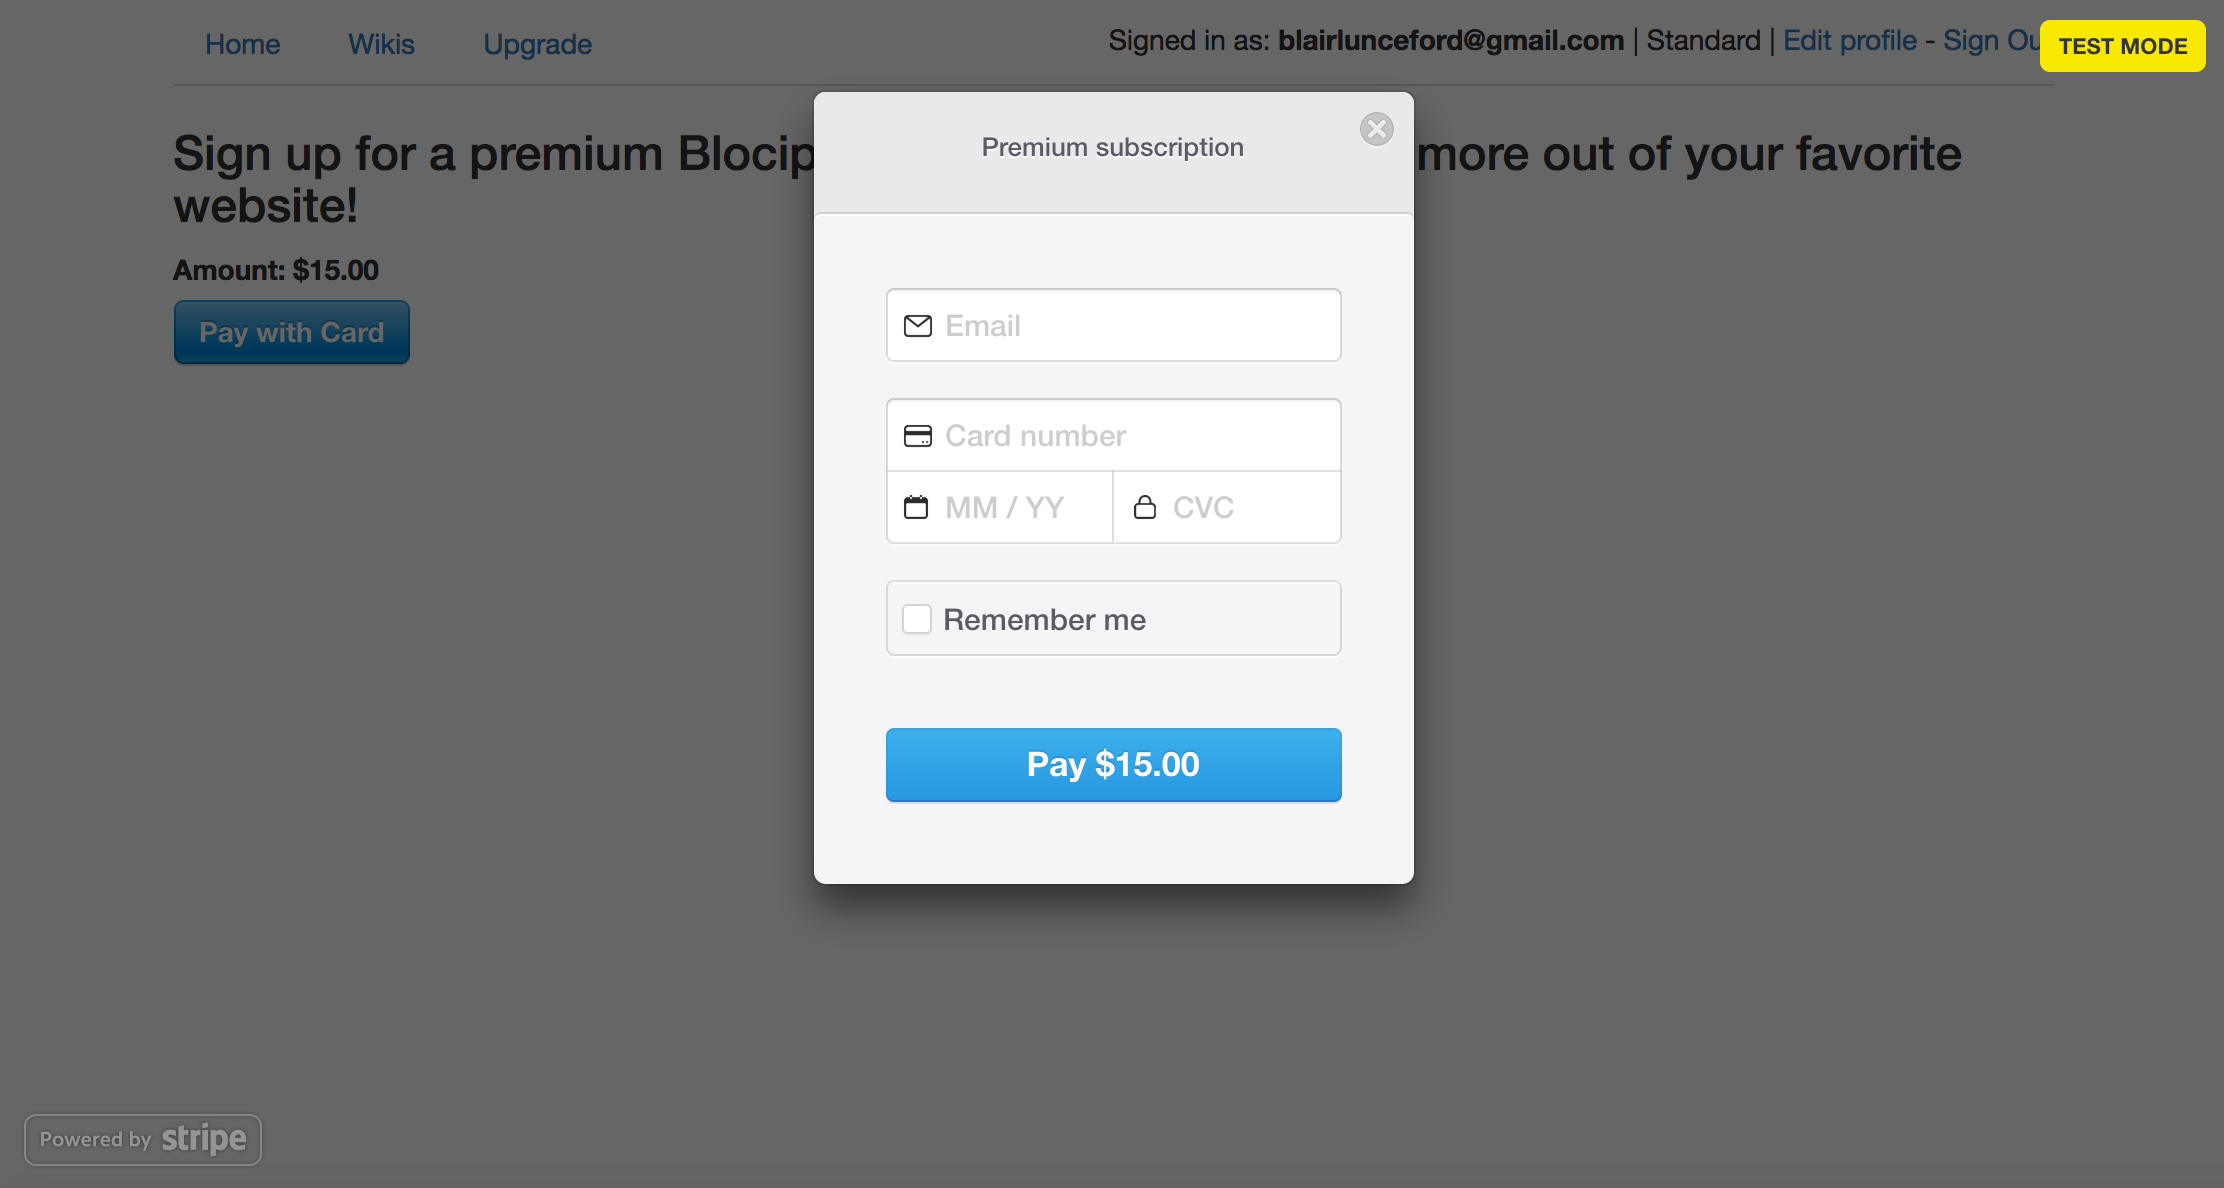 Home Wikis Upgrade Signed in as: blairlunceford@gmail.com | Standard | Edit profile - Sign Ou TEST MODE
Sign up for a premium Blocip more out of your favorite
website!
Amount: $15.00
Pay with Card
Premium subscription
Email
Card number
MM / YY CVC
Remember me
Pay $15.00
Powered by stripe